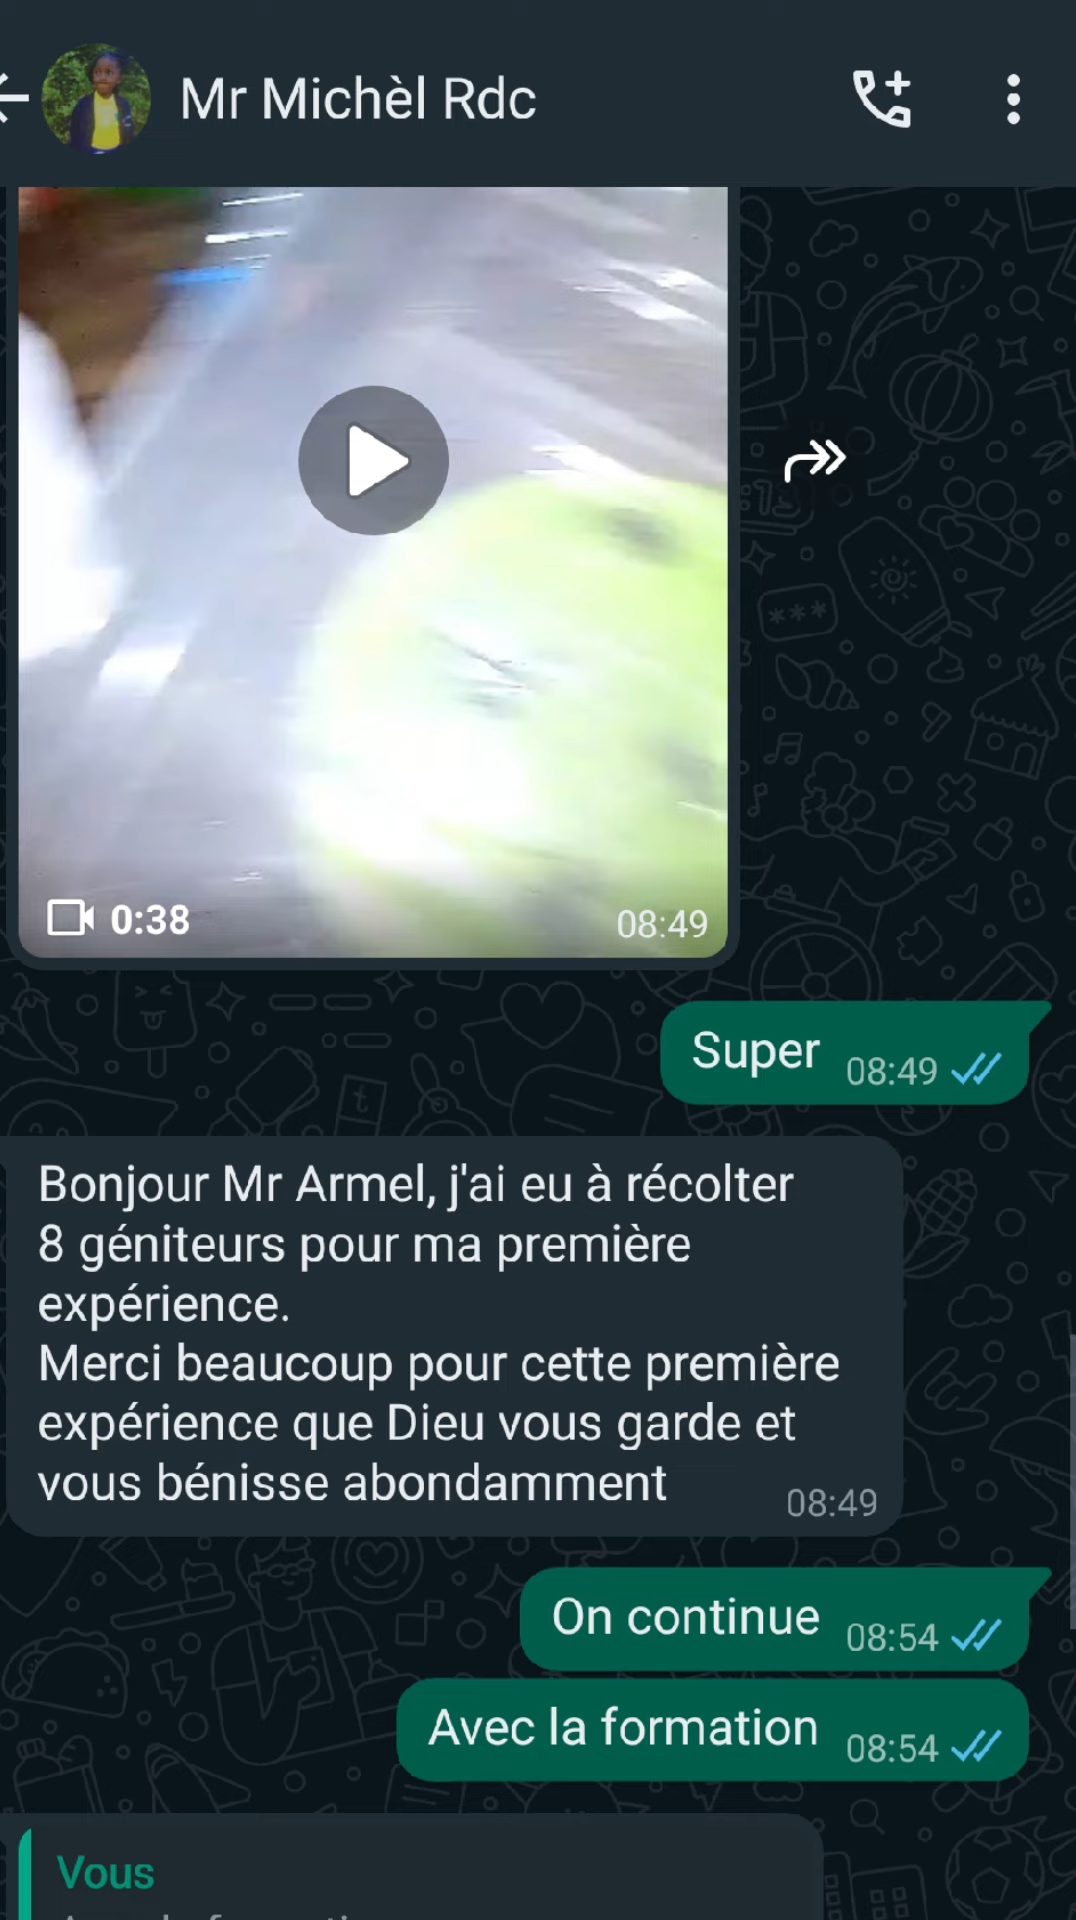 Mr Michèl Rdc
0:38
08:49
Super 08:49
Bonjour Mr Armel, j'ai eu à récolter
8 géniteurs pour ma première
expérience.
Merci beaucoup pour cette première
expérience que Dieu vous garde et
vous bénisse abondamment
08:49
On continue 08:54
Avec la formation 08:54
Vous